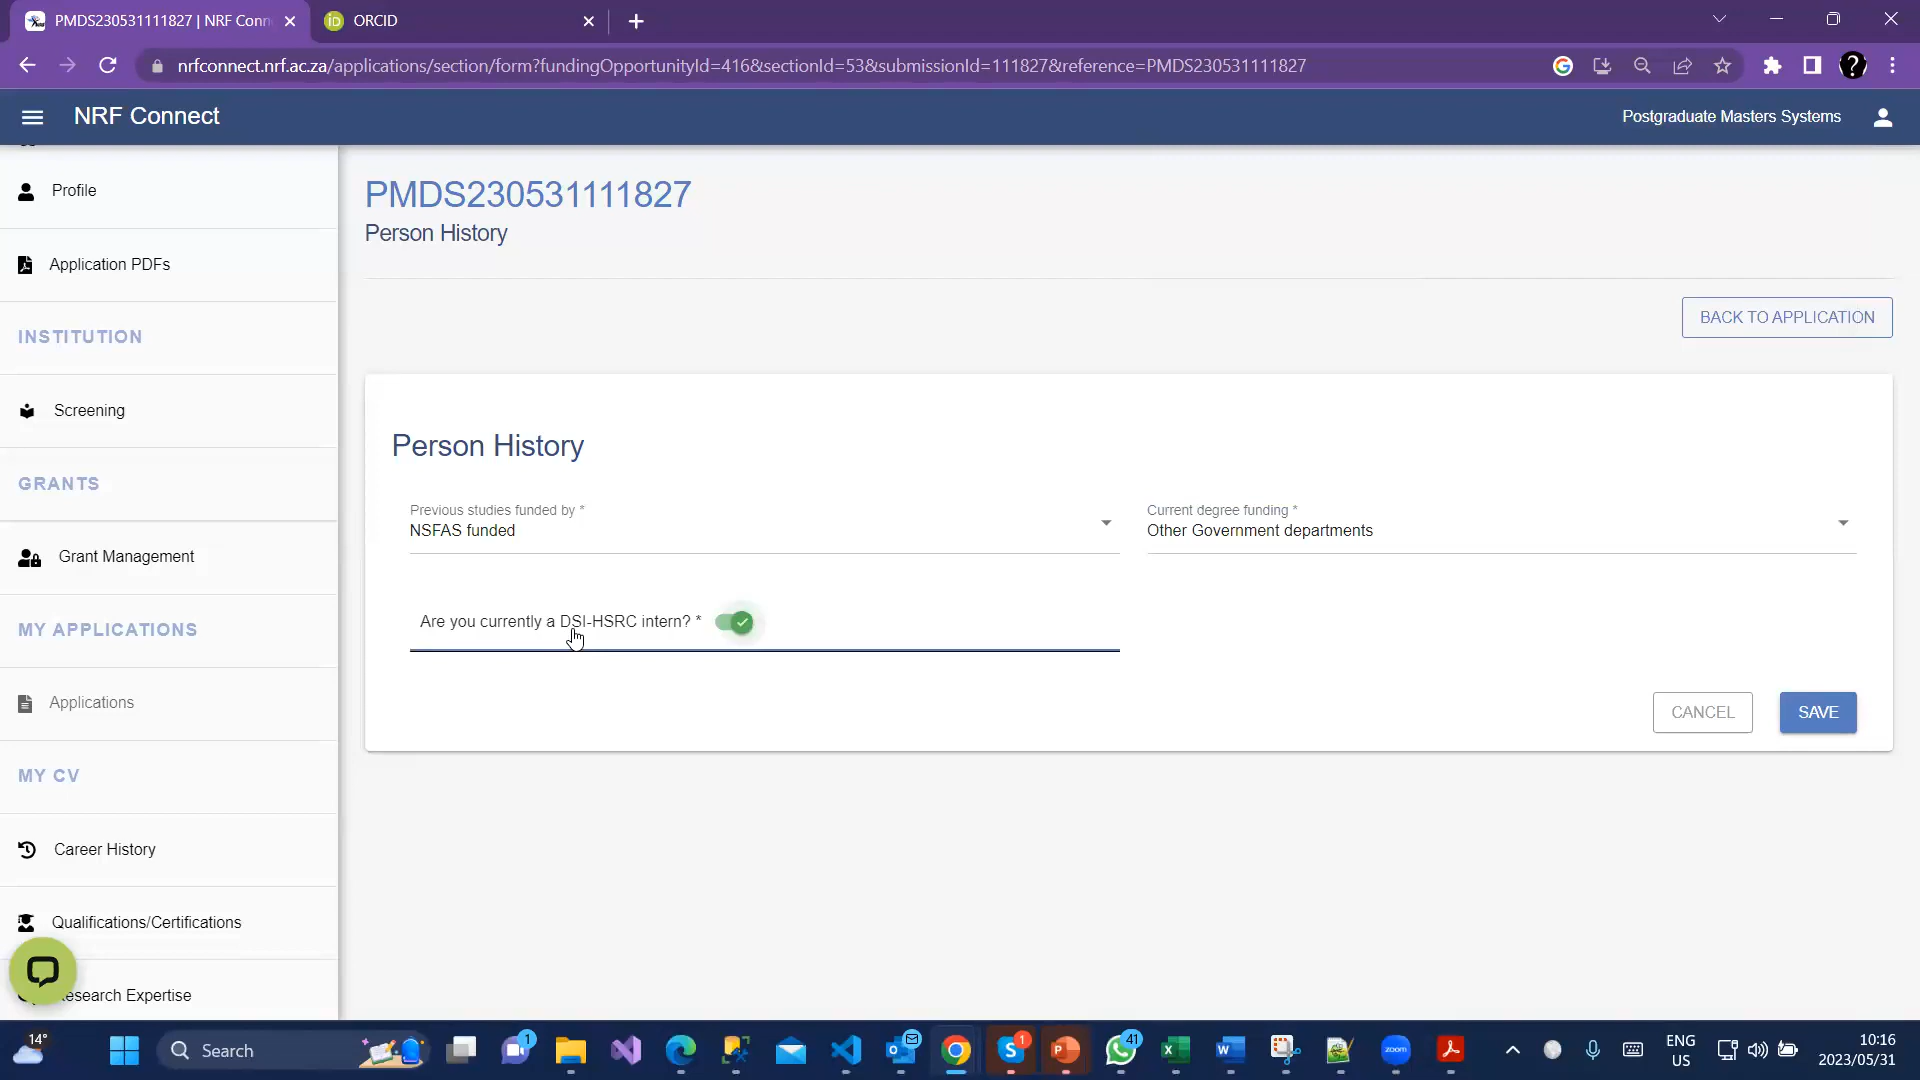 PMDS230531111827 | NRF Conn
ORCID
nrfconnect.nrf.ac.za/applications/section/form?fundingOpportunityId=416&sectionId=53&submissionId=111827&reference=PMDS230531111827
NRF Connect
Postgraduate Masters Systems
Profile
Application PDFs
INSTITUTION
Screening
GRANTS
Grant Management
MY APPLICATIONS
Applications
MY CV
Career History
Qualifications/Certifications
esearch Expertise
PMDS230531111827
Person History
BACK TO APPLICATION
Person History
Previous studies funded by *
NSFAS funded
Current degree funding *
Other Government departments
Are you currently a DSI-HSRC intern? *
CANCEL
SAVE
14°
Search
1
1
41
zoom
ENG
US
10:16
2023/05/31